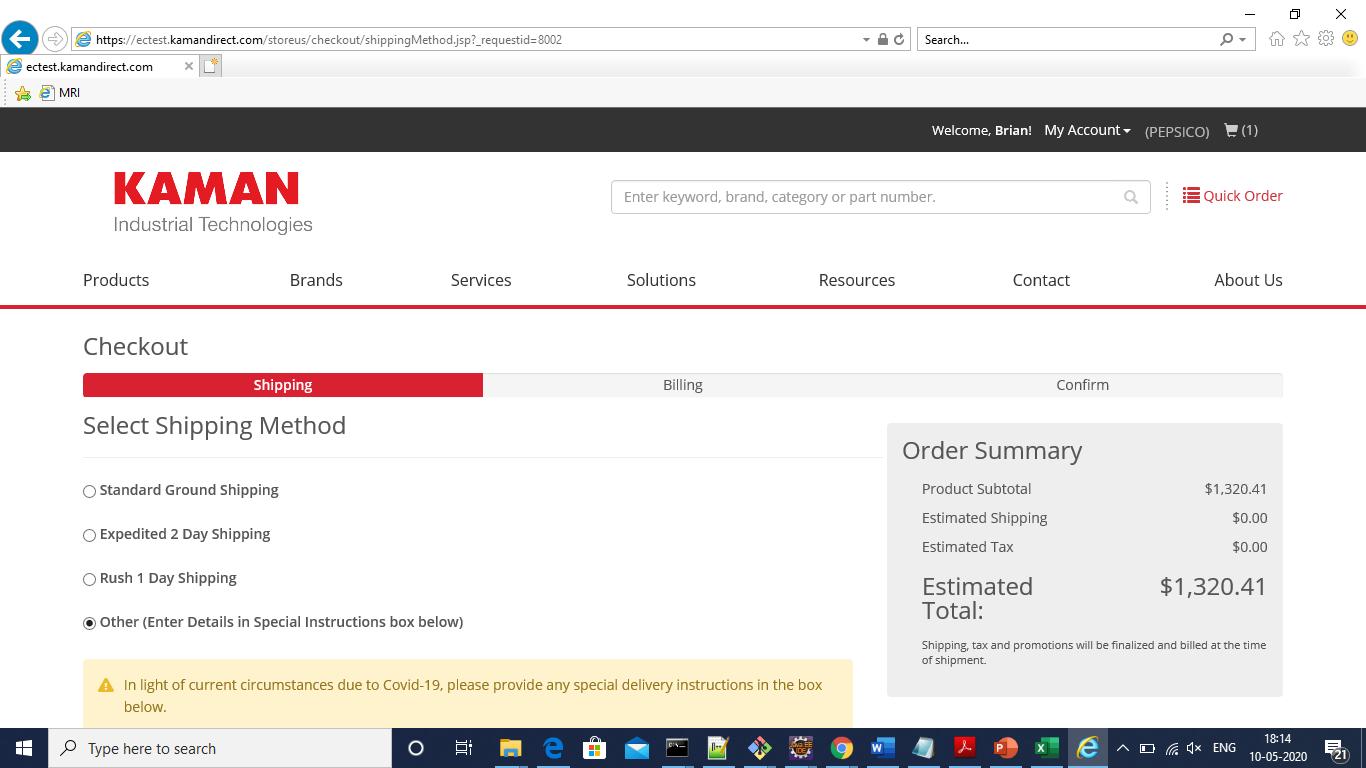 https://ectest.kamandirect.com/storeus/checkout/shippingMethod.jsp?_requestid=8002
Search...
ectest.kamandirect.com
MRI
Welcome, Brian! My Account (PEPSICO) (1)
KAMAN
Industrial Technologies
Enter keyword, brand, category or part number.
Quick Order
Products Brands Services Solutions Resources Contact About Us
Checkout
Shipping Billing Confirm
Select Shipping Method
Standard Ground Shipping
Expedited 2 Day Shipping
Rush 1 Day Shipping
Other (Enter Details in Special Instructions box below)
In light of current circumstances due to Covid-19, please provide any special delivery instructions in the box
below.
Order Summary
Product Subtotal $1,320.41
Estimated Shipping $0.00
Estimated Tax $0.00
Estimated $1,320.41
Total:
Shipping, tax and promotions will be finalized and billed at the time
of shipment.
Type here to search
ENG
18:14
10-05-2020
21